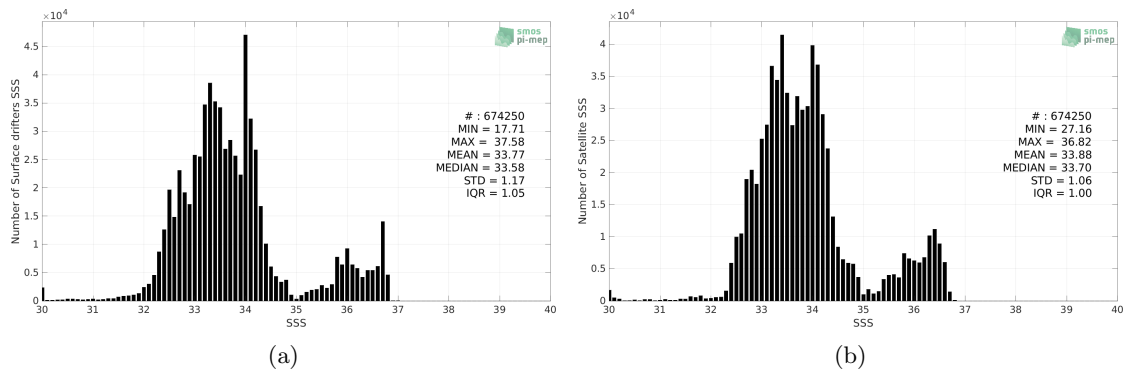 ×10⁴
4.5
4
3.5
3
2.5
2
1.5
1
0.5
0
Number of Surface drifters SSS
30 31 32 33 34 35 36 37 38 39 40
SSS
smos
pi-mep
# : 674250
MIN = 17.71
MAX = 37.58
MEAN = 33.77
MEDIAN = 33.58
STD = 1.17
IQR = 1.05
(a)
×10⁴
4
3.5
3
2.5
2
1.5
1
0.5
0
Number of Satellite SSS
30 31 32 33 34 35 36 37 38 39 40
SSS
smos
pi-mep
# : 674250
MIN = 27.16
MAX = 36.82
MEAN = 33.88
MEDIAN = 33.70
STD = 1.06
IQR = 1.00
(b)